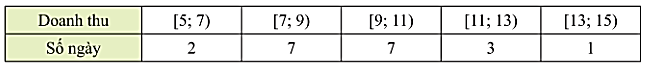 Doanh thu [5; 7) [7; 9) [9; 11) [11; 13) [13; 15)
Số ngày 2 7 7 3 1